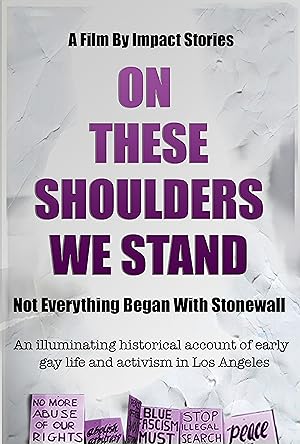 A Film By Impact Stories
ON
THESE
SHOULDERS
WE STAND
Not Everything Began With Stonewall
An illuminating historical account of early
gay life and activism in Los Angeles
NO MORE
ABUSE
OF OUR
RIGHTS
abolish
BLUE
FASCISM
MUST
STOP
ILLEGAL
SEARCH
peace